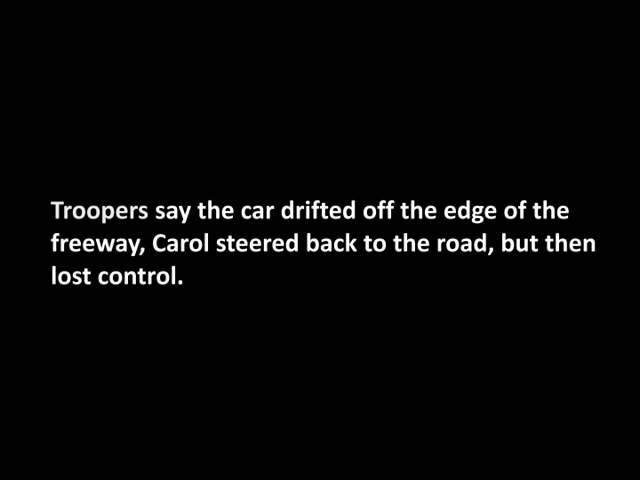 Troopers say the car drifted off the edge of the
freeway, Carol steered back to the road, but then
lost control.